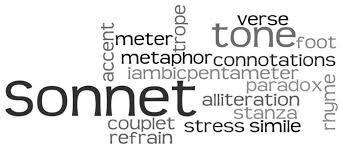 verse
trope
tone
accent
meter
foot
metaphor
connotations
iambicpentameter
paradox
sonnet
alliteration
rhyme
stanza
couplet
stress
simile
refrain